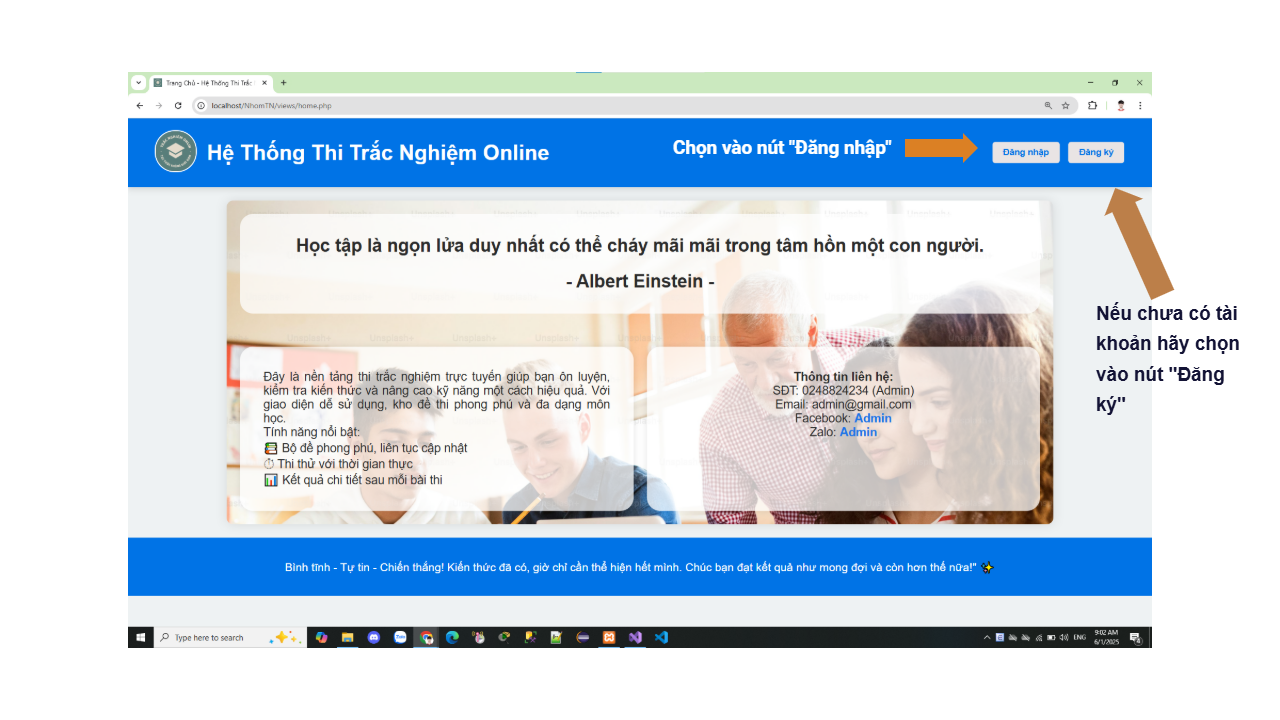 Trang Chủ - Hệ Thống Thi Trắc
localhost/NhomTN/views/home.php
Hệ Thống Thi Trắc Nghiệm Online
Chọn vào nút "Đăng nhập"
Đăng nhập
Đăng ký
Học tập là ngọn lửa duy nhất có thể cháy mãi mãi trong tâm hồn một con người.
- Albert Einstein -
Nếu chưa có tài
khoản hãy chọn
vào nút "Đăng
ký"
Đây là nền tảng thi trắc nghiệm trực tuyến giúp bạn ôn luyện,
kiểm tra kiến thức và nâng cao kỹ năng một cách hiệu quả. Với
giao diện dễ sử dụng, kho đề thi phong phú và đa dạng môn
học.
Tính năng nổi bật:
Bộ đề phong phú, liên tục cập nhật
Thi thử với thời gian thực
Kết quả chi tiết sau mỗi bài thi
Thông tin liên hệ:
SĐT: 0248824234 (Admin)
Email: admin@gmail.com
Facebook: Admin
Zalo: Admin
Bình tĩnh - Tự tin - Chiến thắng! Kiến thức đã có, giờ chỉ cần thể hiện hết mình. Chúc bạn đạt kết quả như mong đợi và còn hơn thế nữa!" ✨
Type here to search
ENG
9:02 AM
6/1/2025